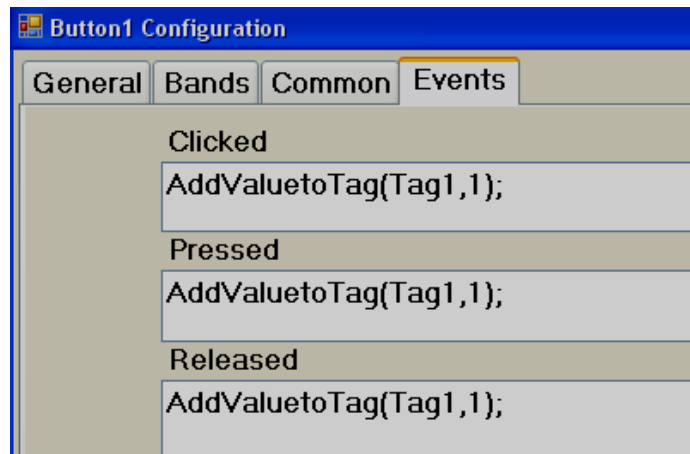 Button1 Configuration
General Bands Common Events
Clicked
AddValuetoTag(Tag1,1);
Pressed
AddValuetoTag(Tag1,1);
Released
AddValuetoTag(Tag1,1);